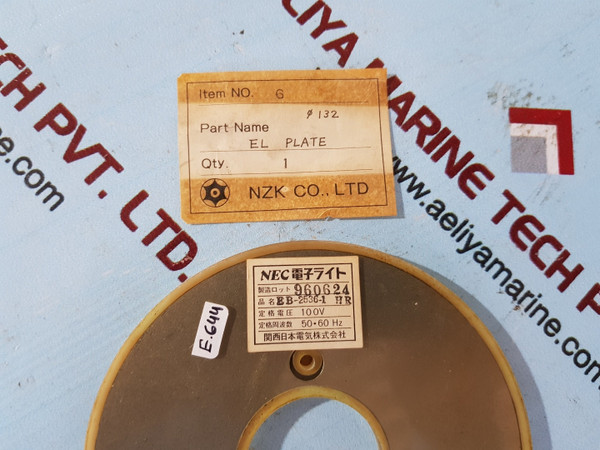 ELIYA MARINE TECH P
www.aeliyamarine.
TECH PVT. LTD.
ne.com
Item NO. G
Part Name φ132
EL PLATE
Qty. 1
NZK CO., LTD
NEC電子ライト
製造ロット 960624
品名 EB-2636-1 HR
定格電圧 100V
定格周波数 50・60 Hz
関西日本電気株式会社
E.644